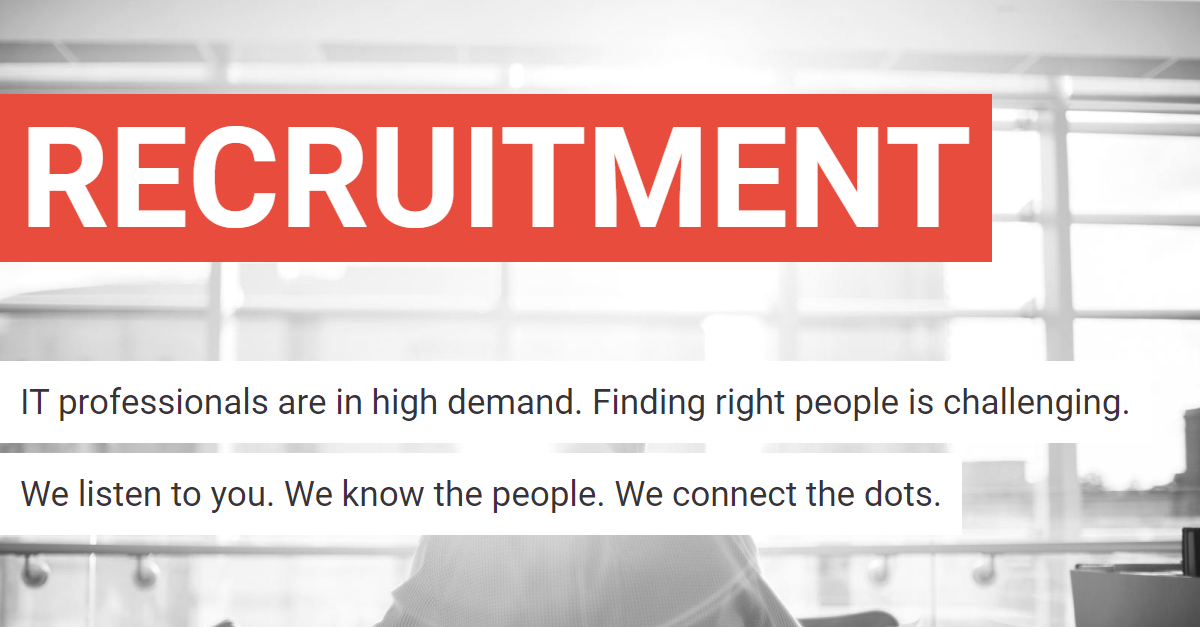 RECRUITMENT
IT professionals are in high demand. Finding right people is challenging.
We listen to you. We know the people. We connect the dots.